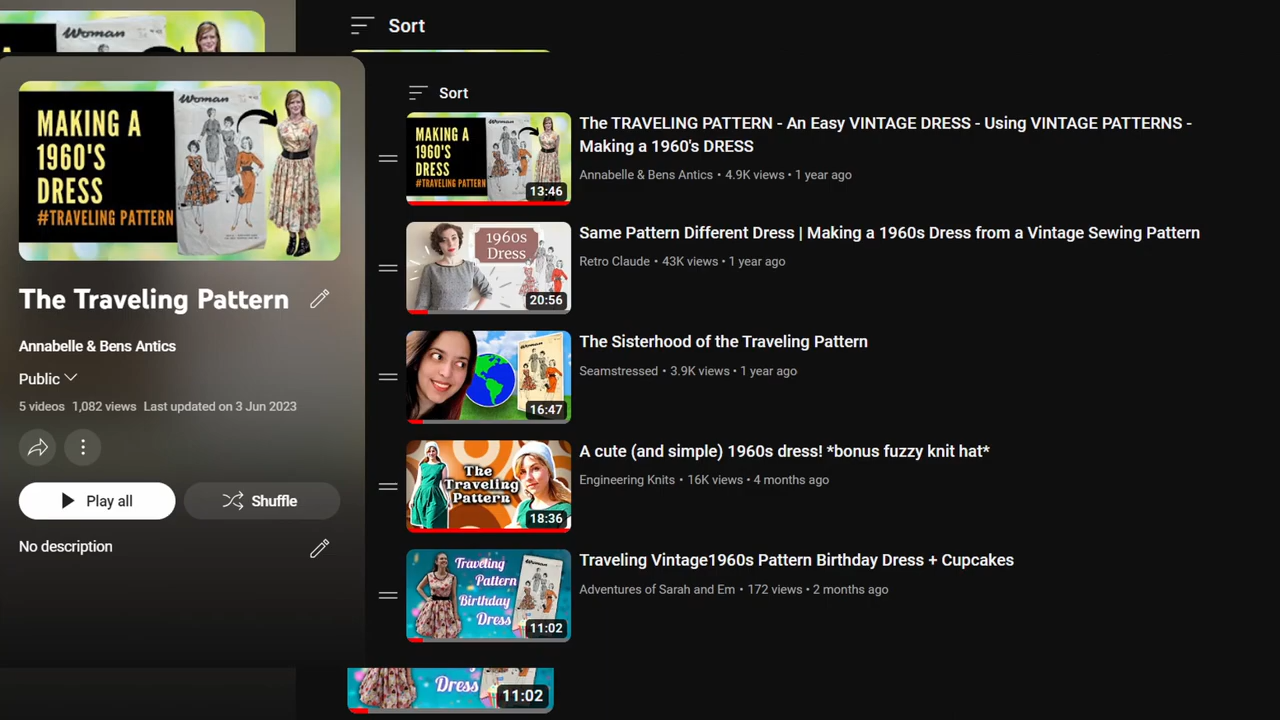 Woman
Sort
MAKING A
1960'S
DRESS
#TRAVELING PATTERN
Woman
The Traveling Pattern
Annabelle & Bens Antics
Public
5 videos 1,082 views Last updated on 3 Jun 2023
Play all
Shuffle
No description
Sort
MAKING A
1960'S
DRESS
#TRAVELING PATTERN
Woman
13:46
The TRAVELING PATTERN - An Easy VINTAGE DRESS - Using VINTAGE PATTERNS -
Making a 1960's DRESS
Annabelle & Bens Antics • 4.9K views • 1 year ago
1960s
Dress
20:56
Same Pattern Different Dress | Making a 1960s Dress from a Vintage Sewing Pattern
Retro Claude • 43K views • 1 year ago
Woman
16:47
The Sisterhood of the Traveling Pattern
Seamstressed • 3.9K views • 1 year ago
The
Traveling
Pattern
18:36
A cute (and simple) 1960s dress! *bonus fuzzy knit hat*
Engineering Knits • 16K views • 4 months ago
Traveling
Pattern
Birthday
Dress
Woman
11:02
Traveling Vintage1960s Pattern Birthday Dress + Cupcakes
Adventures of Sarah and Em • 172 views • 2 months ago
Dress
11:02